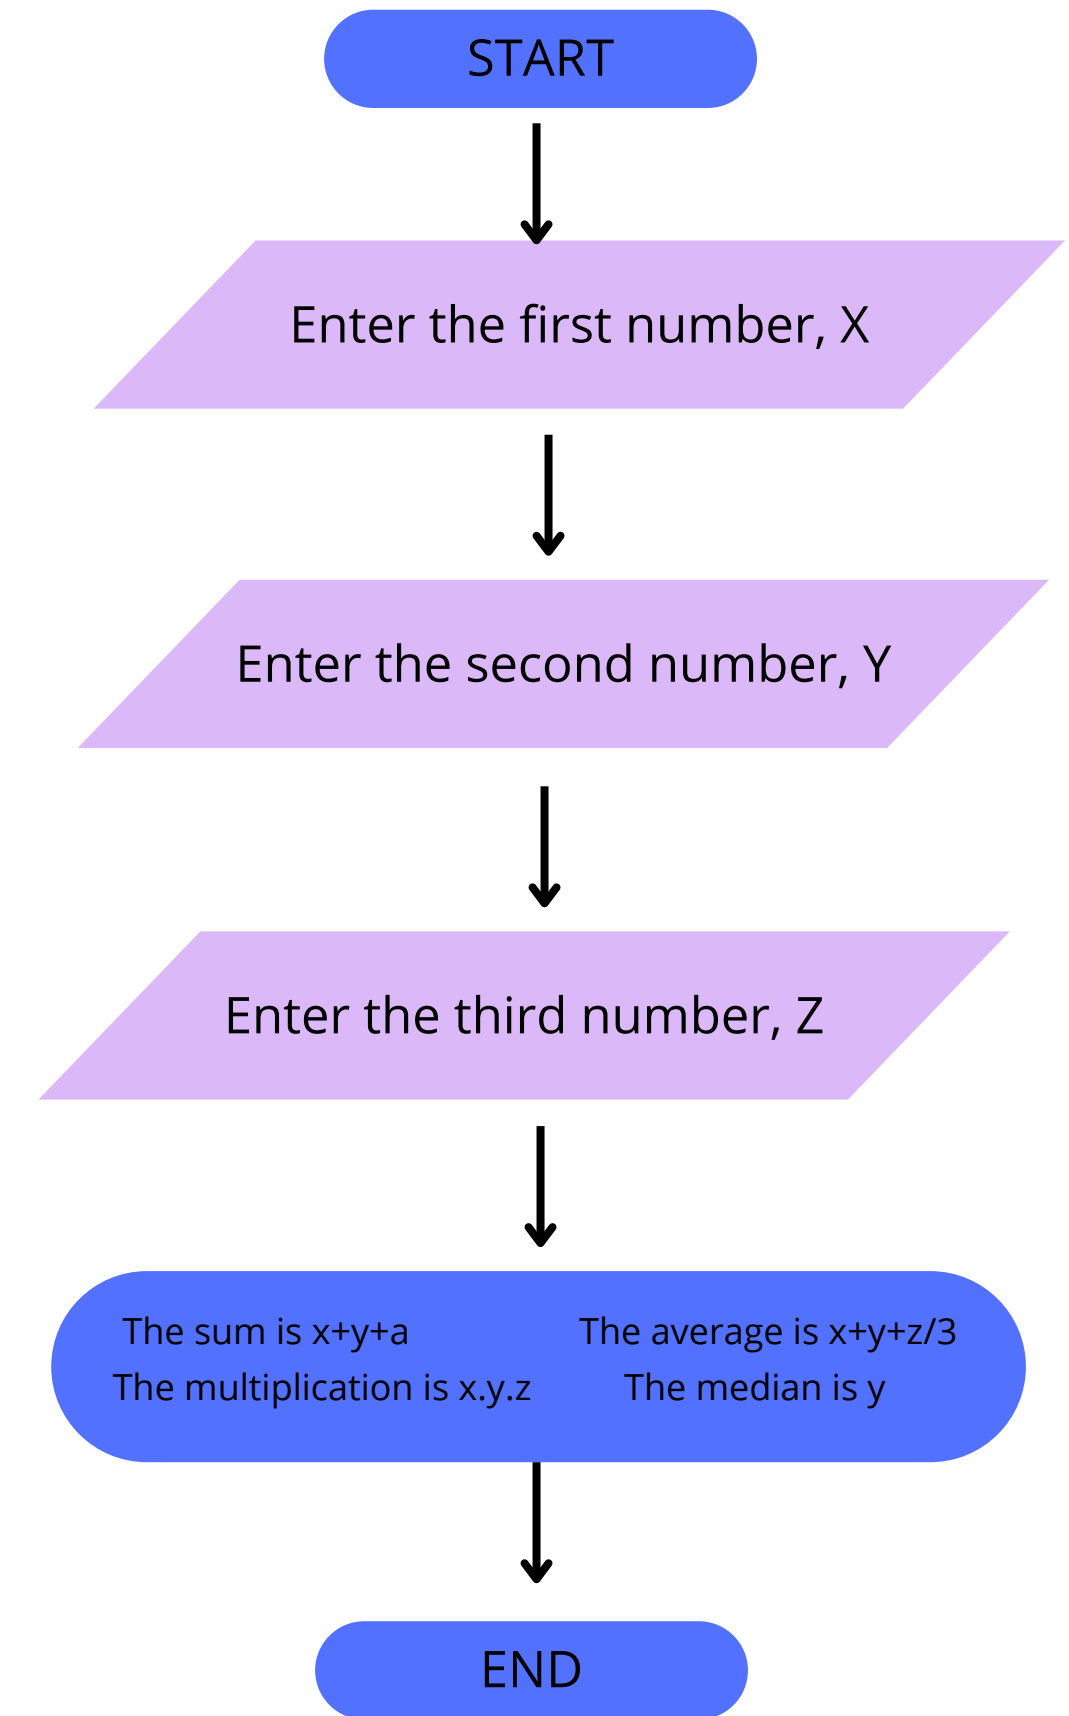 START
Enter the first number, X
Enter the second number, Y
Enter the third number, Z
The sum is x+y+a
The multiplication is x.y.z
The average is x+y+z/3
The median is y
END